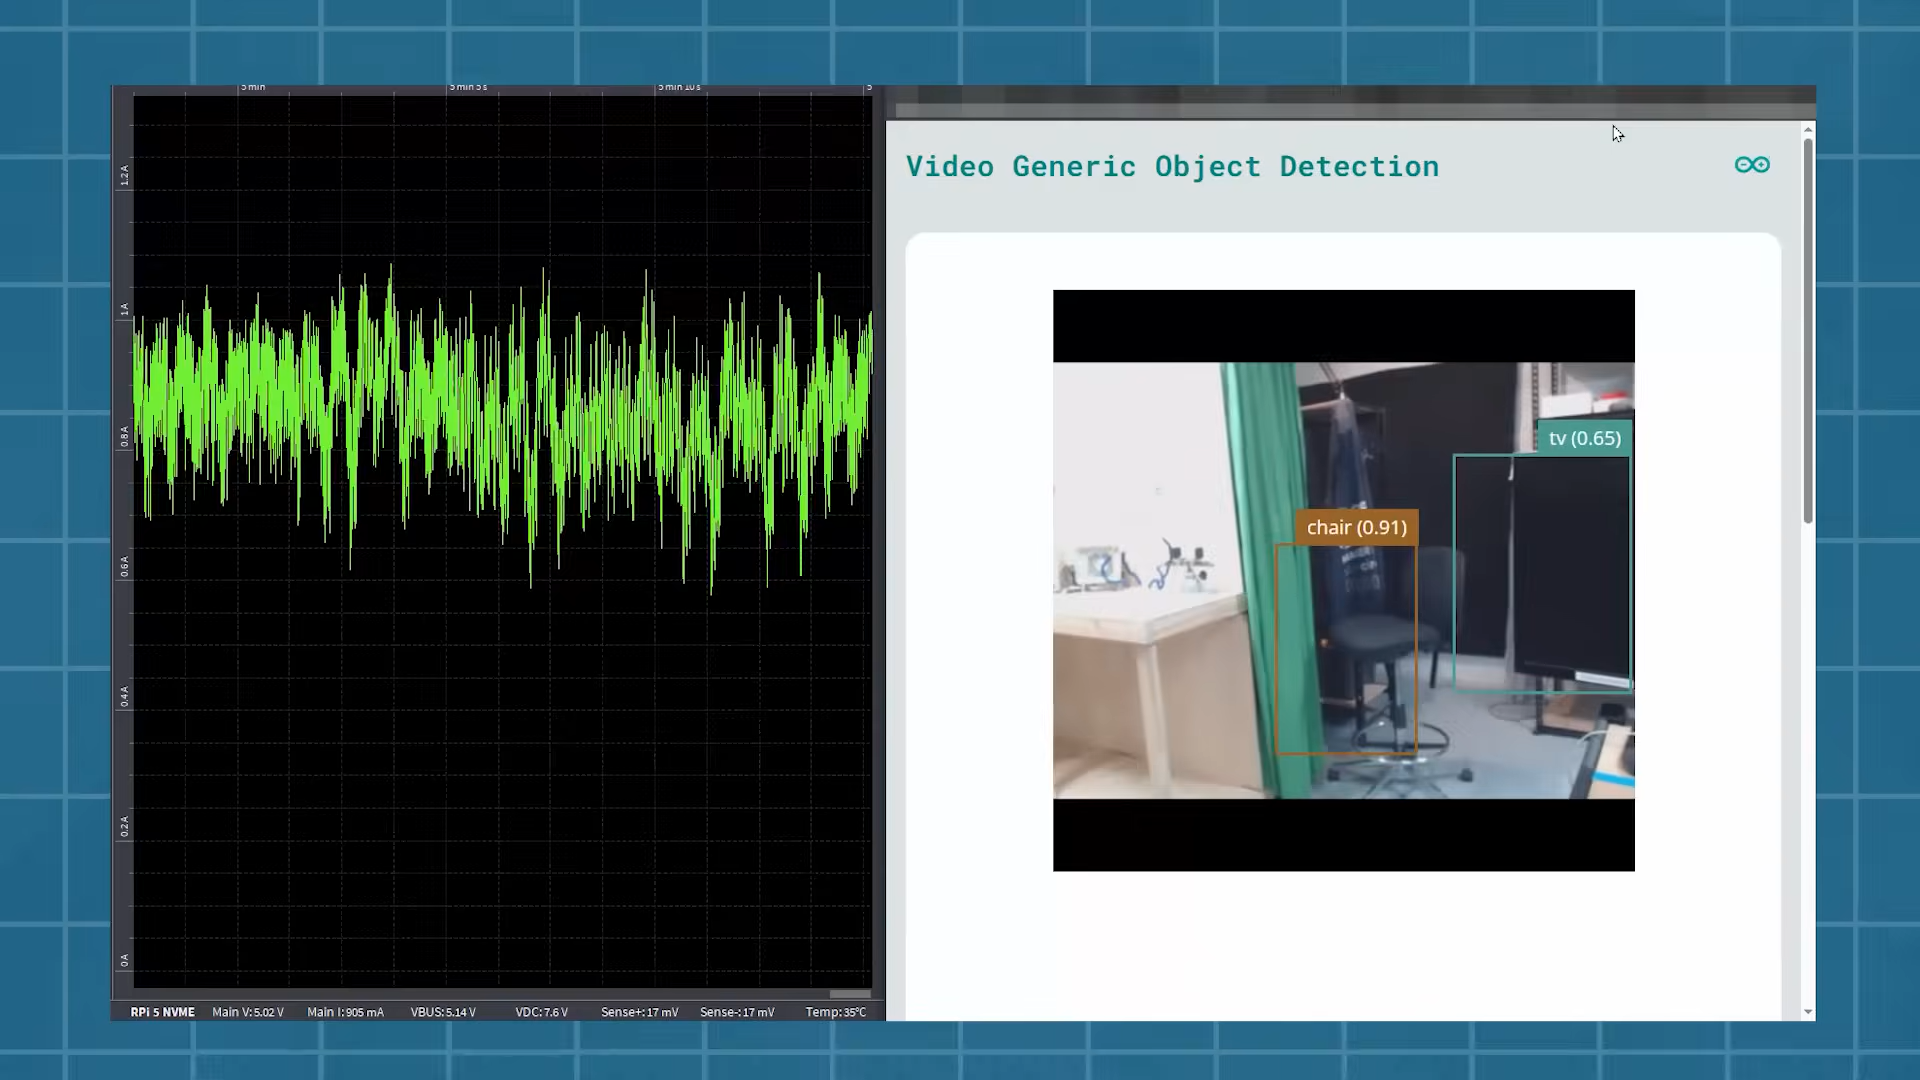 5 min
5 min 5 s
5 min 10 s
5
1.2 A
1 A
0.8 A
0.6 A
0.4 A
0.2 A
0 A
RPi 5 NVME Main V: 5.02 V Main I: 905 mA VBUS: 5.14 V VDC: 7.6 V Sense+: 17 mV Sense-: 17 mV Temp: 35°C
Video Generic Object Detection
tv (0.65)
chair (0.91)